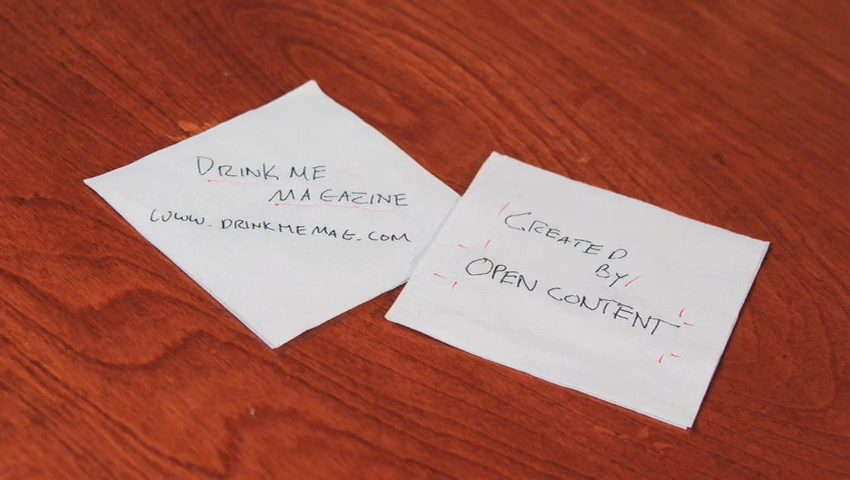 DRINK ME
MAGAZINE
WWW.DRINKMEMAG.COM
CREATED
BY
OPEN CONTENT